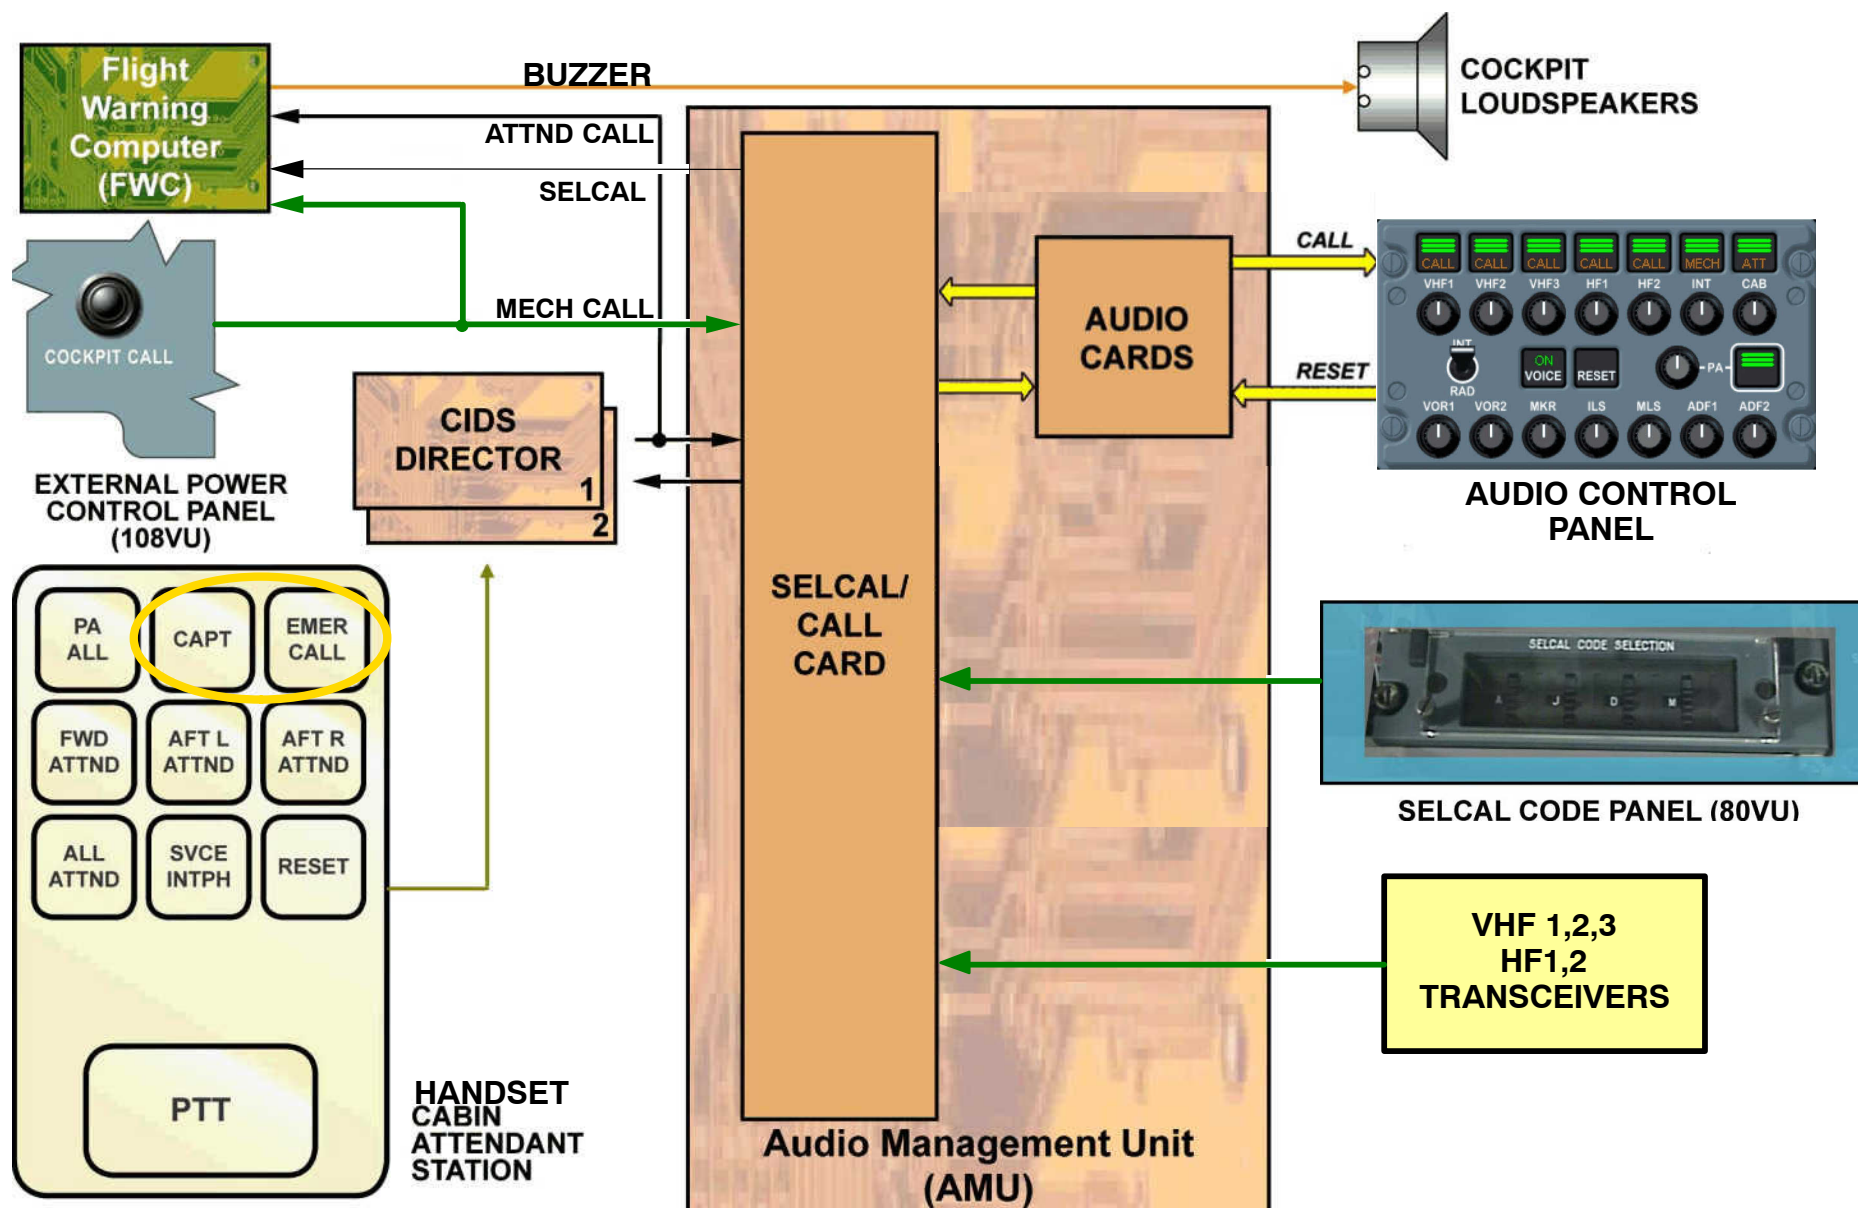 Flight
Warning
Computer
(FWC)
BUZZER
ATTND CALL
SELCAL
COCKPIT
LOUDSPEAKERS
COCKPIT CALL
MECH CALL
EXTERNAL POWER
CONTROL PANEL
(108VU)
CIDS
DIRECTOR
1
2
AUDIO
CARDS
CALL
RESET
CALL CALL CALL CALL CALL MECH ATT
VHF1 VHF2 VHF3 HF1 HF2 INT CAB
INT
RAD
ON
VOICE
RESET
PA
VOR1 VOR2 MKR ILS MLS ADF1 ADF2
AUDIO CONTROL
PANEL
SELCAL/
CALL
CARD
SELCAL CODE SELECTION
A J D M
SELCAL CODE PANEL (80VU)
VHF 1,2,3
HF1,2
TRANSCEIVERS
PA
ALL
CAPT
EMER
CALL
FWD
ATTND
AFT L
ATTND
AFT R
ATTND
ALL
ATTND
SVCE
INTPH
RESET
PTT
HANDSET
CABIN
ATTENDANT
STATION
Audio Management Unit
(AMU)